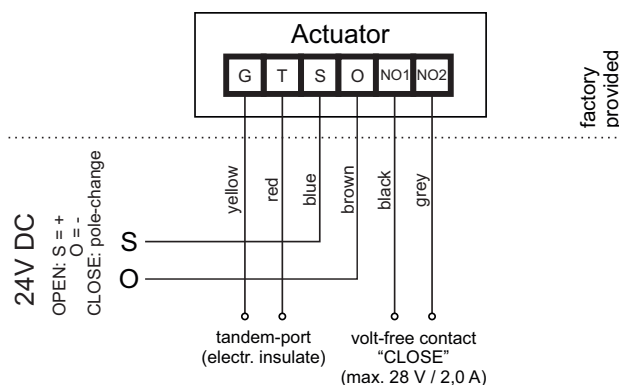 Actuator
G T S O NO1 NO2
factory
provided
yellow
red
blue
brown
black
grey
24V DC
OPEN: S = +
O = -
CLOSE: pole-change
S
O
tandem-port
(electr. insulate)
volt-free contact
“CLOSE”
(max. 28 V / 2,0 A)